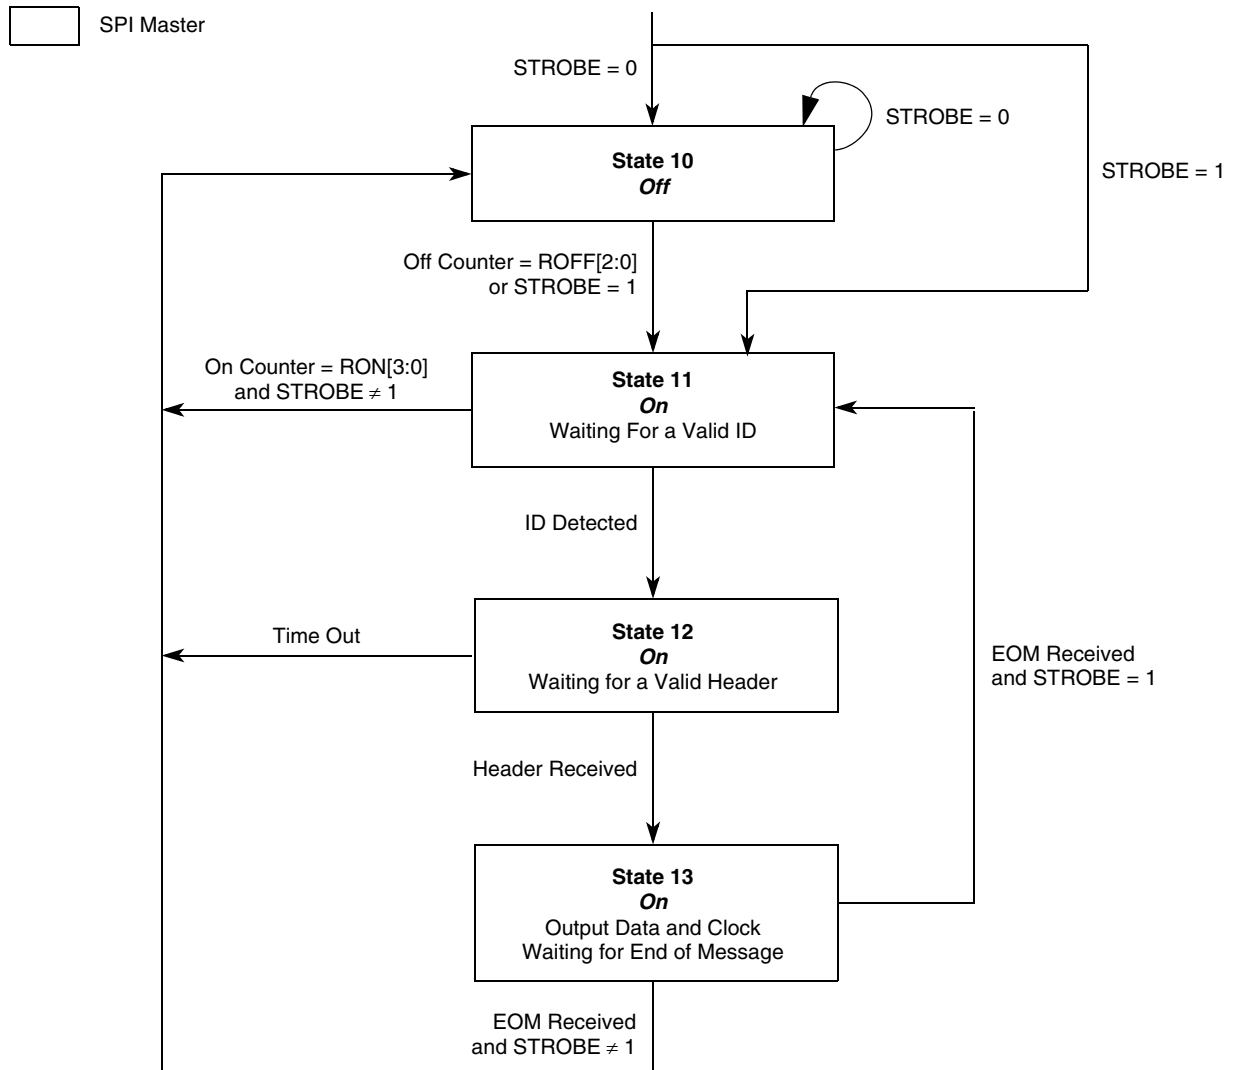 SPI Master
STROBE = 0
STROBE = 0
STROBE = 1
State 10
Off
Off Counter = ROFF[2:0]
or STROBE = 1
On Counter = RON[3:0]
and STROBE ≠ 1
State 11
On
Waiting For a Valid ID
ID Detected
Time Out
State 12
On
Waiting for a Valid Header
EOM Received
and STROBE = 1
Header Received
State 13
On
Output Data and Clock
Waiting for End of Message
EOM Received
and STROBE ≠ 1